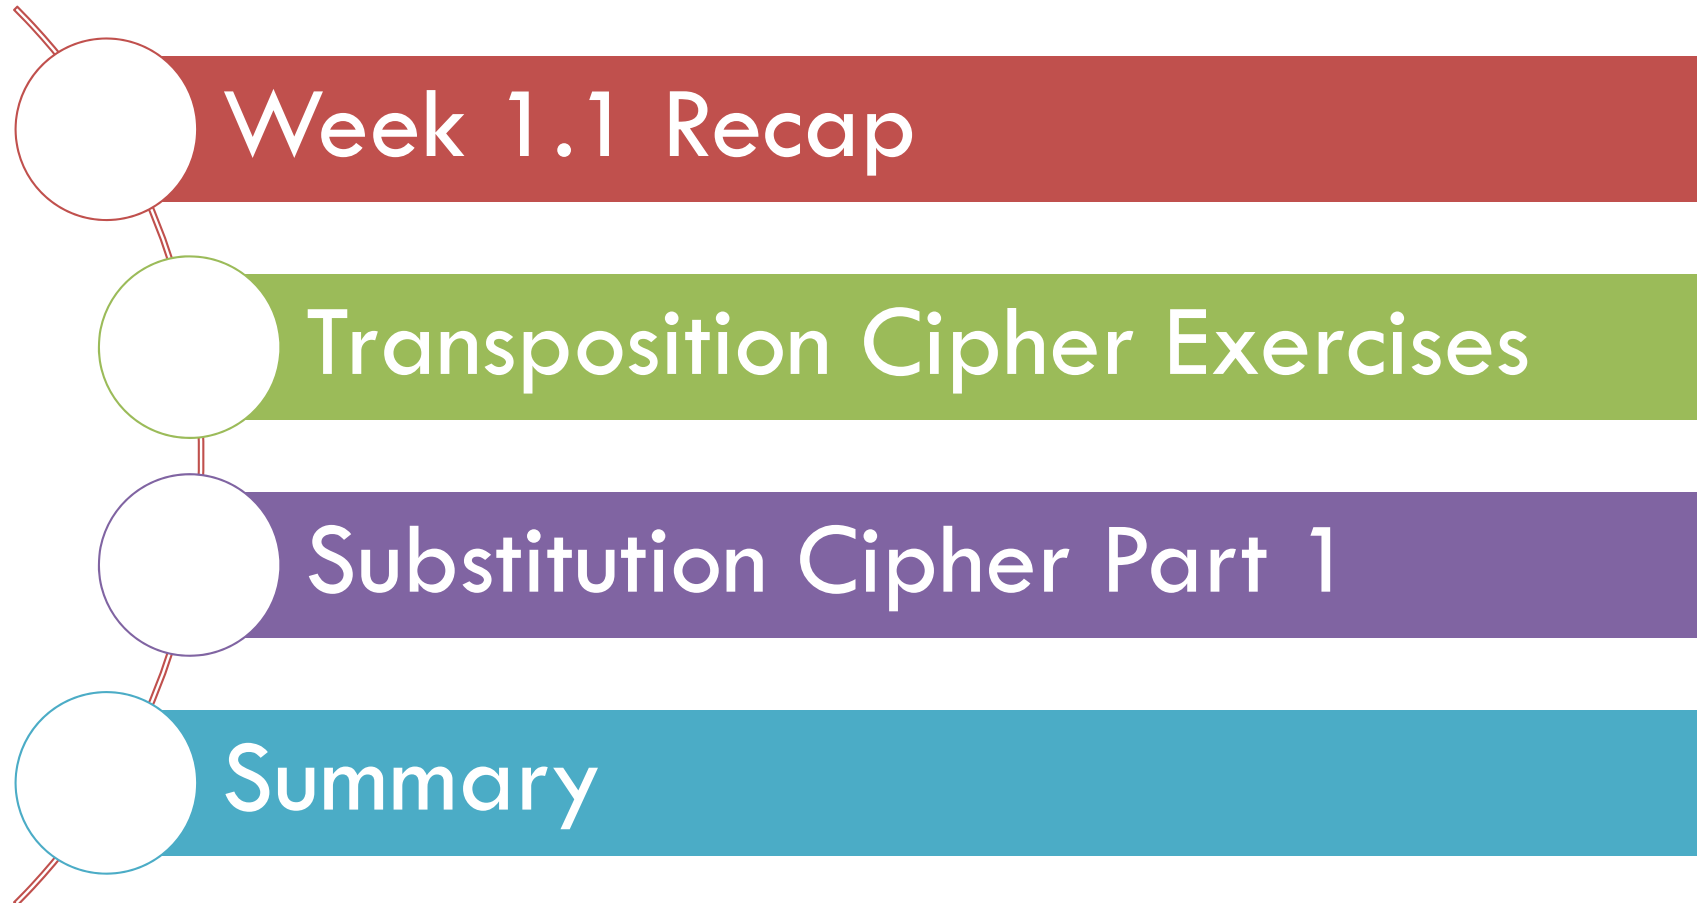 Week 1.1 Recap
Transposition Cipher Exercises
Substitution Cipher Part 1
Summary